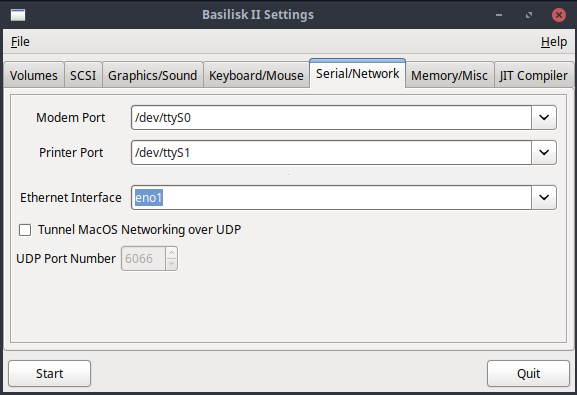 Basilisk II Settings
File Help
Volumes SCSI Graphics/Sound Keyboard/Mouse Serial/Network Memory/Misc JIT Compiler
Modem Port /dev/ttyS0
Printer Port /dev/ttyS1
Ethernet Interface eno1
Tunnel MacOS Networking over UDP
UDP Port Number 6066
Start Quit